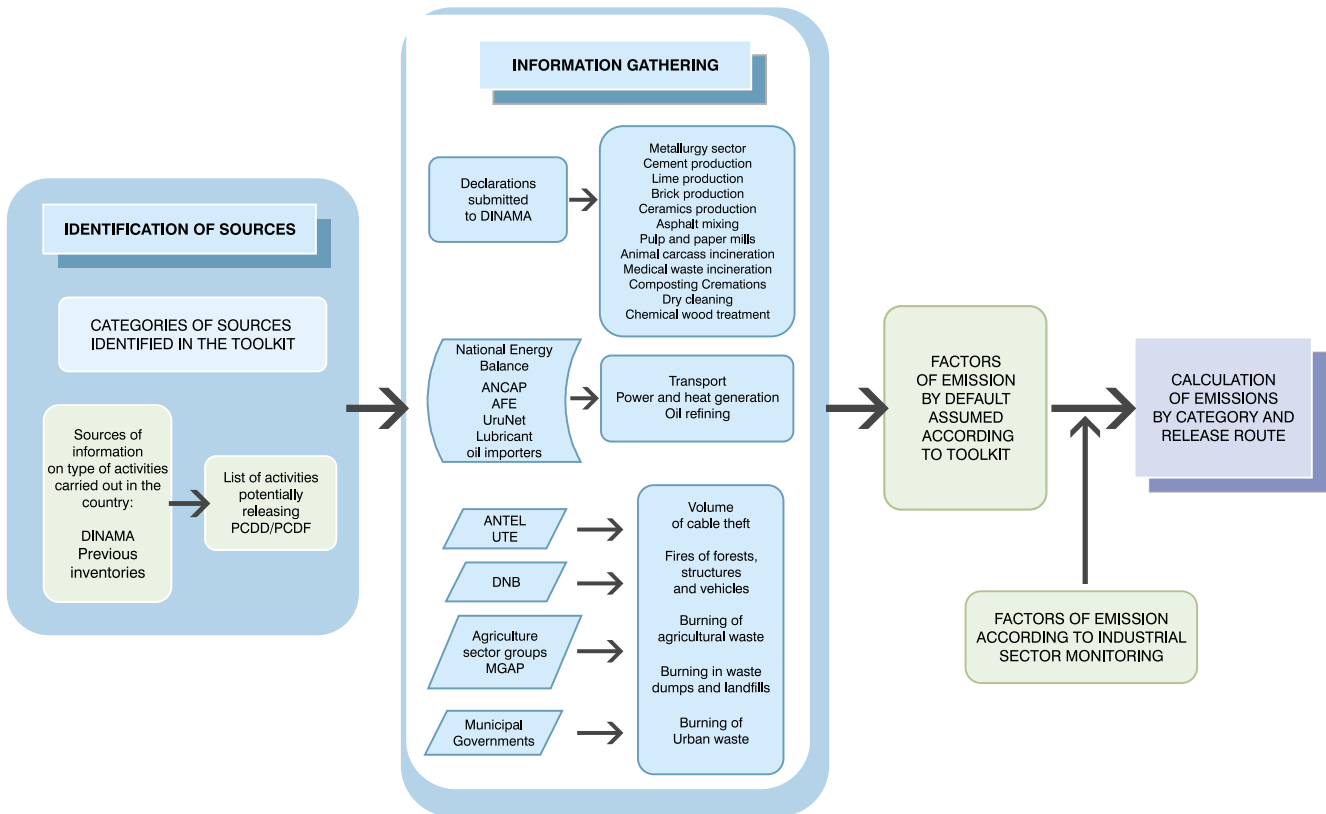 IDENTIFICATION OF SOURCES
CATEGORIES OF SOURCES
IDENTIFIED IN THE TOOLKIT
Sources of
information
on type of activities
carried out in the
country:
DINAMA
Previous
inventories
List of activities
potentially
releasing
PCDD/PCDF
INFORMATION GATHERING
Declarations
submitted
to DINAMA
Metallurgy sector
Cement production
Lime production
Brick production
Ceramics production
Asphalt mixing
Pulp and paper mills
Animal carcass incineration
Medical waste incineration
Composting Cremations
Dry cleaning
Chemical wood treatment
National Energy
Balance
ANCAP
AFE
UruNet
Lubricant
oil importers
Transport
Power and heat generation
Oil refining
ANTEL
UTE
DNB
Agriculture
sector groups
MGAP
Municipal
Governments
Volume
of cable theft
Fires of forests,
structures
and vehicles
Burning of
agricultural waste
Burning in waste
dumps and landfills
Burning of
Urban waste
FACTORS
OF EMISSION
BY DEFAULT
ASSUMED
ACCORDING
TO TOOLKIT
FACTORS OF EMISSION
ACCORDING TO INDUSTRIAL
SECTOR MONITORING
CALCULATION
OF EMISSIONS
BY CATEGORY AND
RELEASE ROUTE